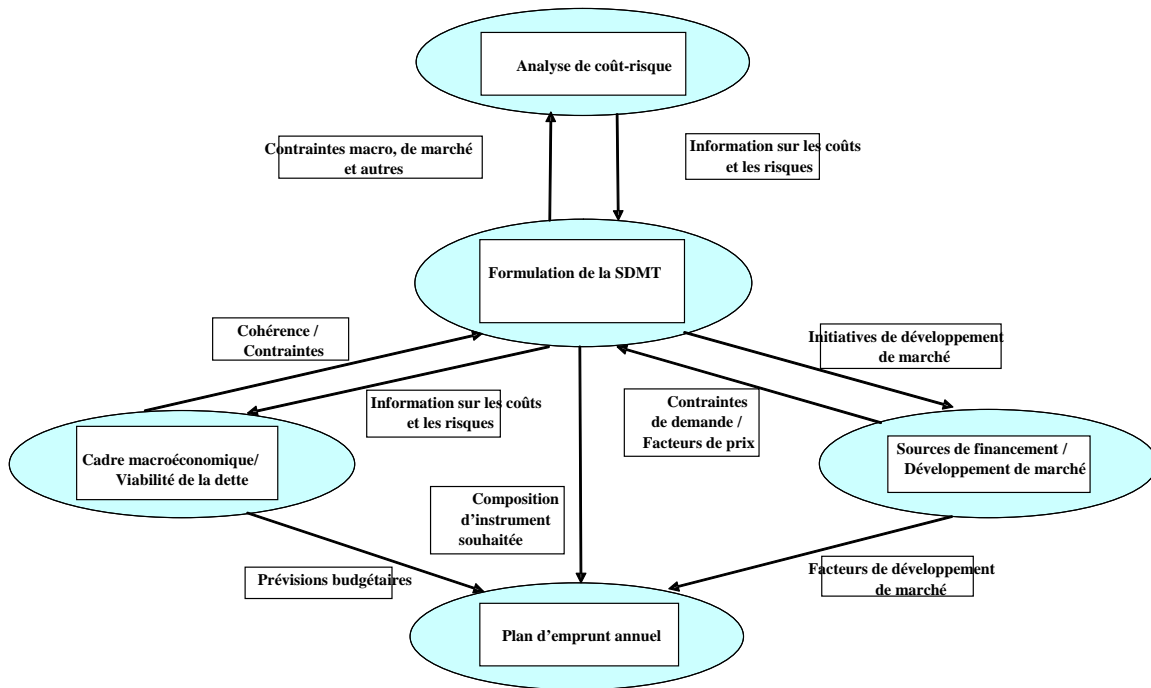 Analyse de coût-risque
Contraintes macro, de marché
et autres
Information sur les coûts
et les risques
Formulation de la SDMT
Cohérence /
Contraintes
Initiatives de développement
de marché
Information sur les coûts
et les risques
Contraintes
de demande /
Facteurs de prix
Cadre macroéconomique/
Viabilité de la dette
Sources de financement /
Développement de marché
Composition
d’instrument
souhaitée
Prévisions budgétaires
Facteurs de développement
de marché
Plan d’emprunt annuel